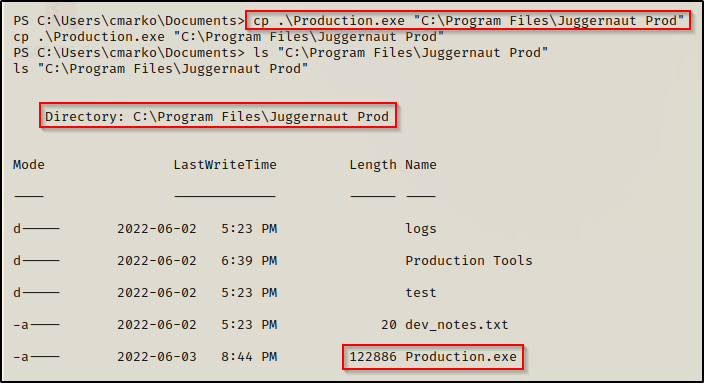 PS C:\Users\cmarko\Documents> cp .\Production.exe "C:\Program Files\Juggernaut Prod"
cp .\Production.exe "C:\Program Files\Juggernaut Prod"
PS C:\Users\cmarko\Documents> ls "C:\Program Files\Juggernaut Prod"
ls "C:\Program Files\Juggernaut Prod"
Directory: C:\Program Files\Juggernaut Prod
Mode LastWriteTime Length Name
---- ------------- ------ ----
d----- 2022-06-02 5:23 PM logs
d----- 2022-06-02 6:39 PM Production Tools
d----- 2022-06-02 5:23 PM test
-a---- 2022-06-02 5:23 PM 20 dev_notes.txt
-a---- 2022-06-03 8:44 PM 122886 Production.exe